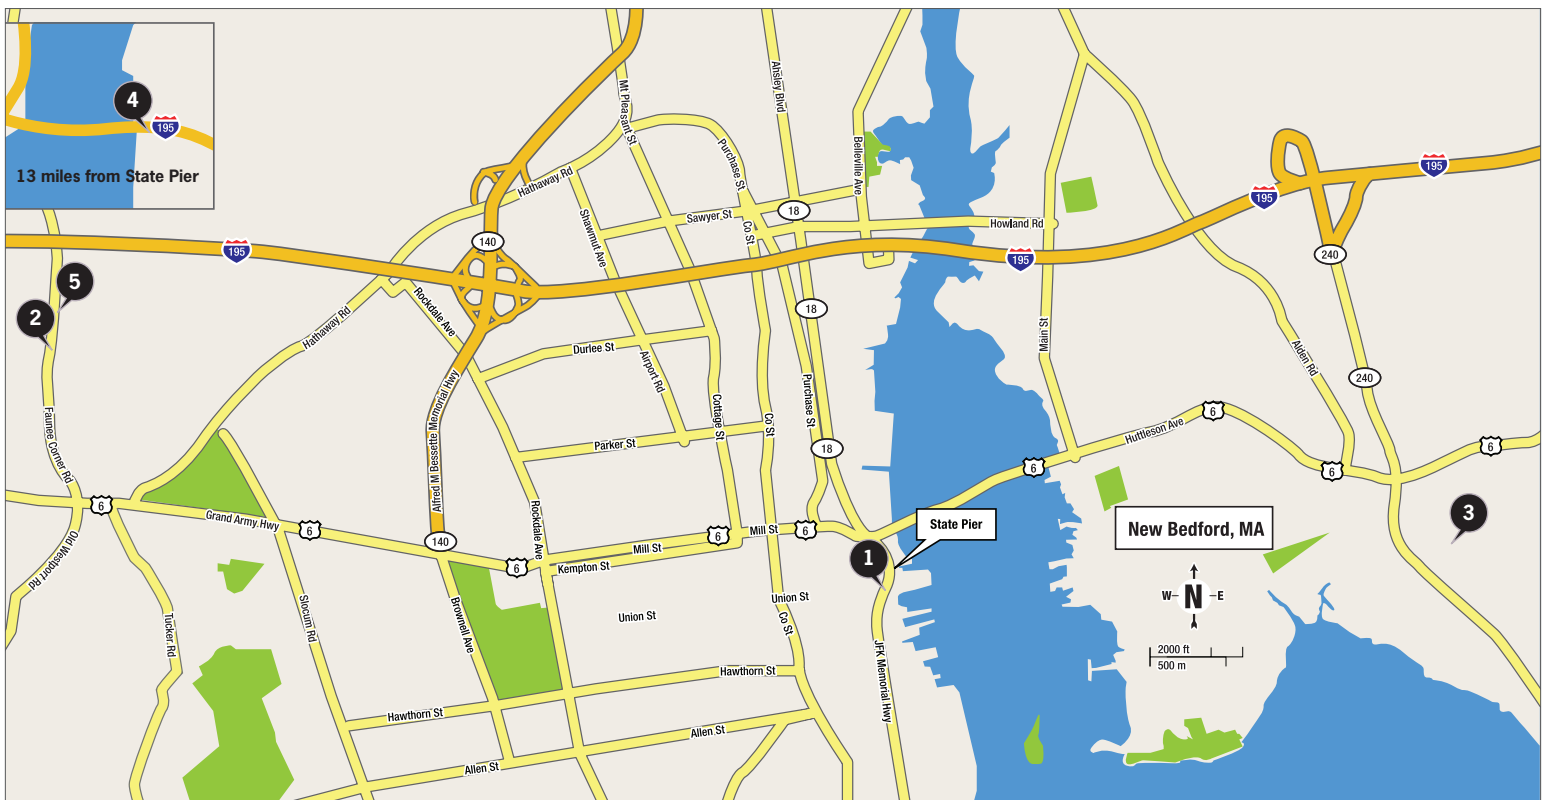 4
195
13 miles from State Pier
Mt Pleasant St
Ahsley Blvd
Belleville Ave
Purchase St
Hathaway Rd
195
195
Sawyer St
18
Howland Rd
Co St
Shawmut Ave
140
195
195
240
5
2
Hathaway Rd
Rockdale Ave
18
Main St
Durlee St
Airport Rd
Alden Rd
240
Alfred M Bessette Memorial Hwy
Purchase St
Cottage St
Co St
6
Huttleson Ave
Faunee Corner Rd
Parker St
18
6
6
6
6
Grand Army Hwy
6
Rockdale Ave
6
Mill St
6
State Pier
New Bedford, MA
3
140
Mill St
Kempton St
6
1
Old Westport Rd
Slocum Rd
Brownell Ave
Union St
Union St
Co St
W
N
E
Tucker Rd
JFK Memorial Hwy
2000 ft
500 m
Hawthorn St
Hawthorn St
Allen St
Allen St